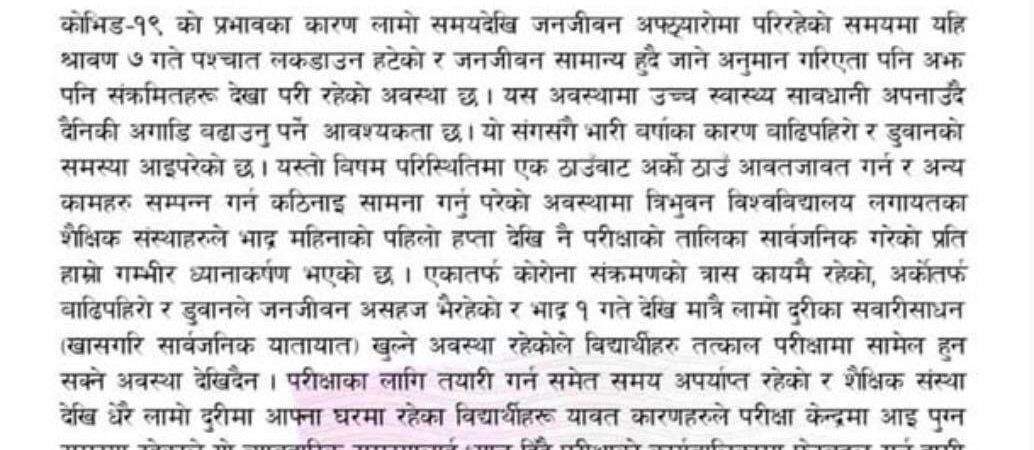 कोभिड-१९ को प्रभावका कारण लामो समयदेखि जनजीवन अफ्ठ्यारोमा परिरहेको समयमा यहि
श्रावण ७ गते पश्चात लकडाउन हटेको र जनजीवन सामान्य हुदै जाने अनुमान गरिएता पनि अझ
पनि संक्रमितहरू देखा परी रहेको अवस्था छ । यस अवस्थामा उच्च स्वास्थ्य सावधानी अपनाउदै
दैनिकी अगाडि बढाउनु पर्ने आवश्यकता छ । यो संगसंगै भारी वर्षाका कारण वाढिपहिरो र डुवानको
समस्या आइपरेको छ । यस्तो बिषम परिस्थितिमा एक ठाउँवाट अर्को ठाउँ आवतजावत गर्न र अन्य
कामहरु सम्पन्न गर्न कठिनाइ सामना गर्नु परेको अवस्थामा त्रिभुवन विश्वविद्यालय लगायतका
शैक्षिक संस्थाहरुले भाद्र महिनाको पहिलो हप्ता देखि नै परीक्षाको तालिका सार्वजनिक गरेको प्रति
हाम्रो गम्भीर ध्यानाकर्षण भएको छ । एकातर्फ कोरोना संक्रमणको त्रास कायमै रहेको, अर्कोतर्फ
वाढिपहिरो र डुवानले जनजीवन असहज भैरहेको र भाद्र १ गते देखि मात्रै लामो दुरीका सवारीसाधन
(खासगरि सार्वजनिक यातायात) खुल्ने अवस्था रहेकोले विद्यार्थीहरु तत्काल परीक्षामा सामेल हुन
सक्ने अवस्था देखिदैन । परीक्षाका लागि तयारी गर्न समेत समय अपर्याप्त रहेको र शैक्षिक संस्था
देखि धेरै लामो दुरीमा आफ्ना घरमा रहेका विद्यार्थीहरू यावत कारणहरुले परीक्षा केन्द्रमा आइ पुग्न